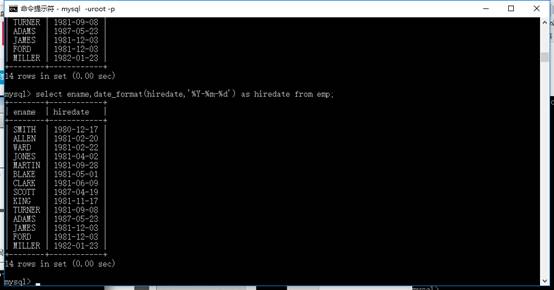 命令提示符 - mysql  -uroot -p
| TURNER | 1981-09-08 |
| ADAMS  | 1987-05-23 |
| JAMES  | 1981-12-03 |
| FORD   | 1981-12-03 |
| MILLER | 1982-01-23 |
+--------+------------+
14 rows in set (0.00 sec)
mysql> select ename,date_format(hiredate,'%Y-%m-%d') as hiredate from emp;
+--------+------------+
| ename  | hiredate   |
+--------+------------+
| SMITH  | 1980-12-17 |
| ALLEN  | 1981-02-20 |
| WARD   | 1981-02-22 |
| JONES  | 1981-04-02 |
| MARTIN | 1981-09-28 |
| BLAKE  | 1981-05-01 |
| CLARK  | 1981-06-09 |
| SCOTT  | 1987-04-19 |
| KING   | 1981-11-17 |
| TURNER | 1981-09-08 |
| ADAMS  | 1987-05-23 |
| JAMES  | 1981-12-03 |
| FORD   | 1981-12-03 |
| MILLER | 1982-01-23 |
+--------+------------+
14 rows in set (0.00 sec)
mysql>